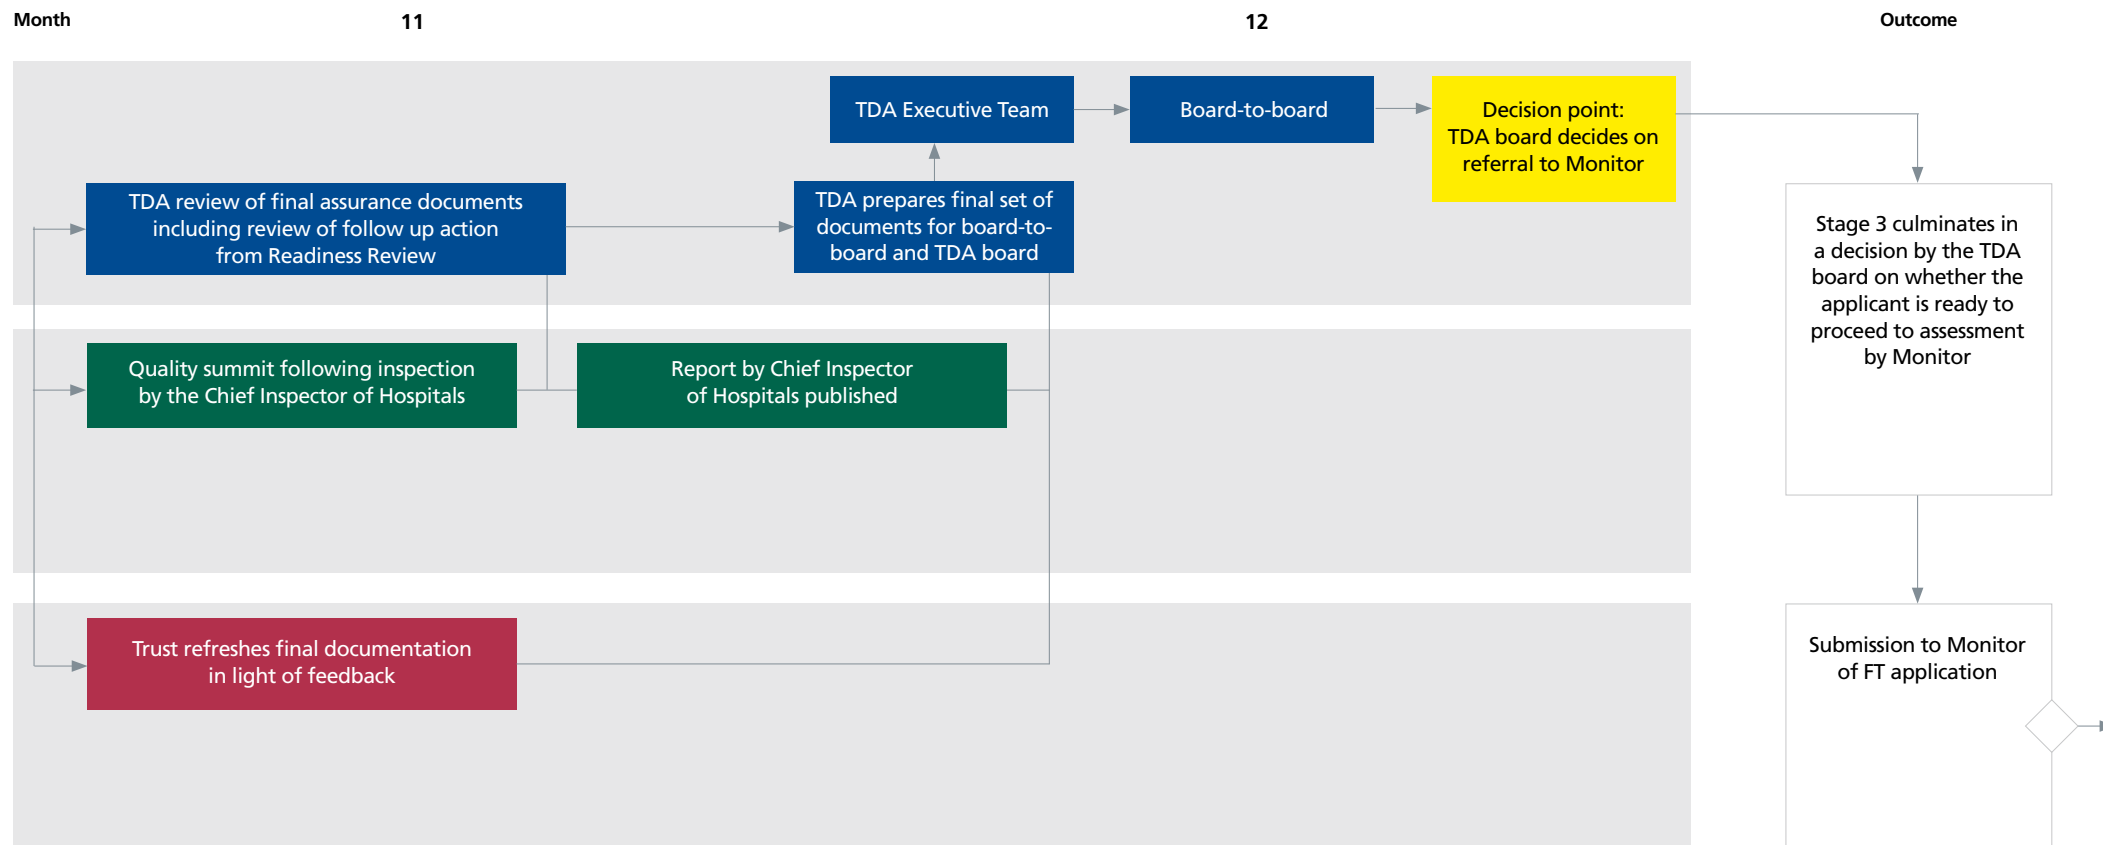 Month
11
12
Outcome
TDA Executive Team
Board-to-board
Decision point:
TDA board decides on
referral to Monitor
TDA review of final assurance documents
including review of follow up action
from Readiness Review
TDA prepares final set of
documents for board-to-
board and TDA board
Stage 3 culminates in
a decision by the TDA
board on whether the
applicant is ready to
proceed to assessment
by Monitor
Quality summit following inspection
by the Chief Inspector of Hospitals
Report by Chief Inspector
of Hospitals published
Trust refreshes final documentation
in light of feedback
Submission to Monitor
of FT application